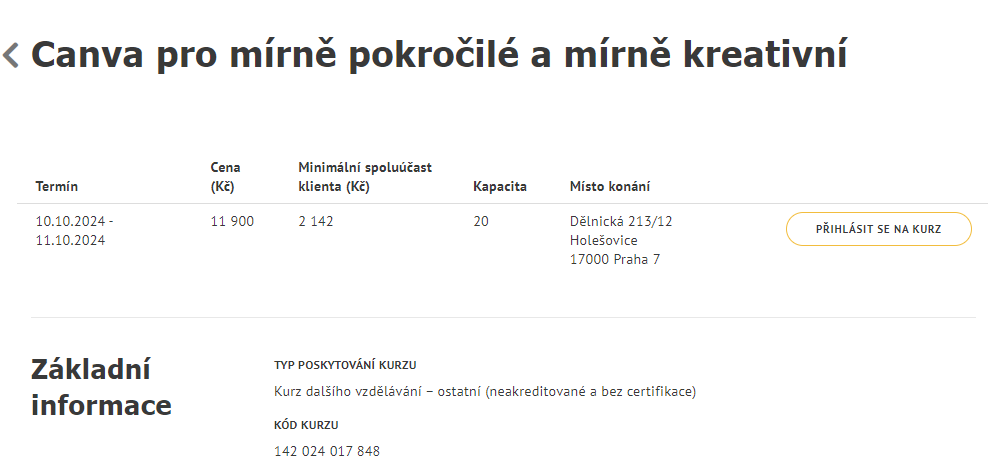 Canva pro mírně pokročilé a mírně kreativní
Cena
Minimální spoluúčast
Termín
(Kč)
klienta (Kč)
Kapacita
Místo konání
10.10.2024 -
11.10.2024
11 900
2 142
20
Dělnická 213/12
Holešovice
17000 Praha 7
PŘIHLÁSIT SE NA KURZ
Základní
informace
TYP POSKYTOVÁNÍ KURZU
Kurz dalšího vzdělávání – ostatní (neakreditované a bez certifikace)
KÓD KURZU
142 024 017 848